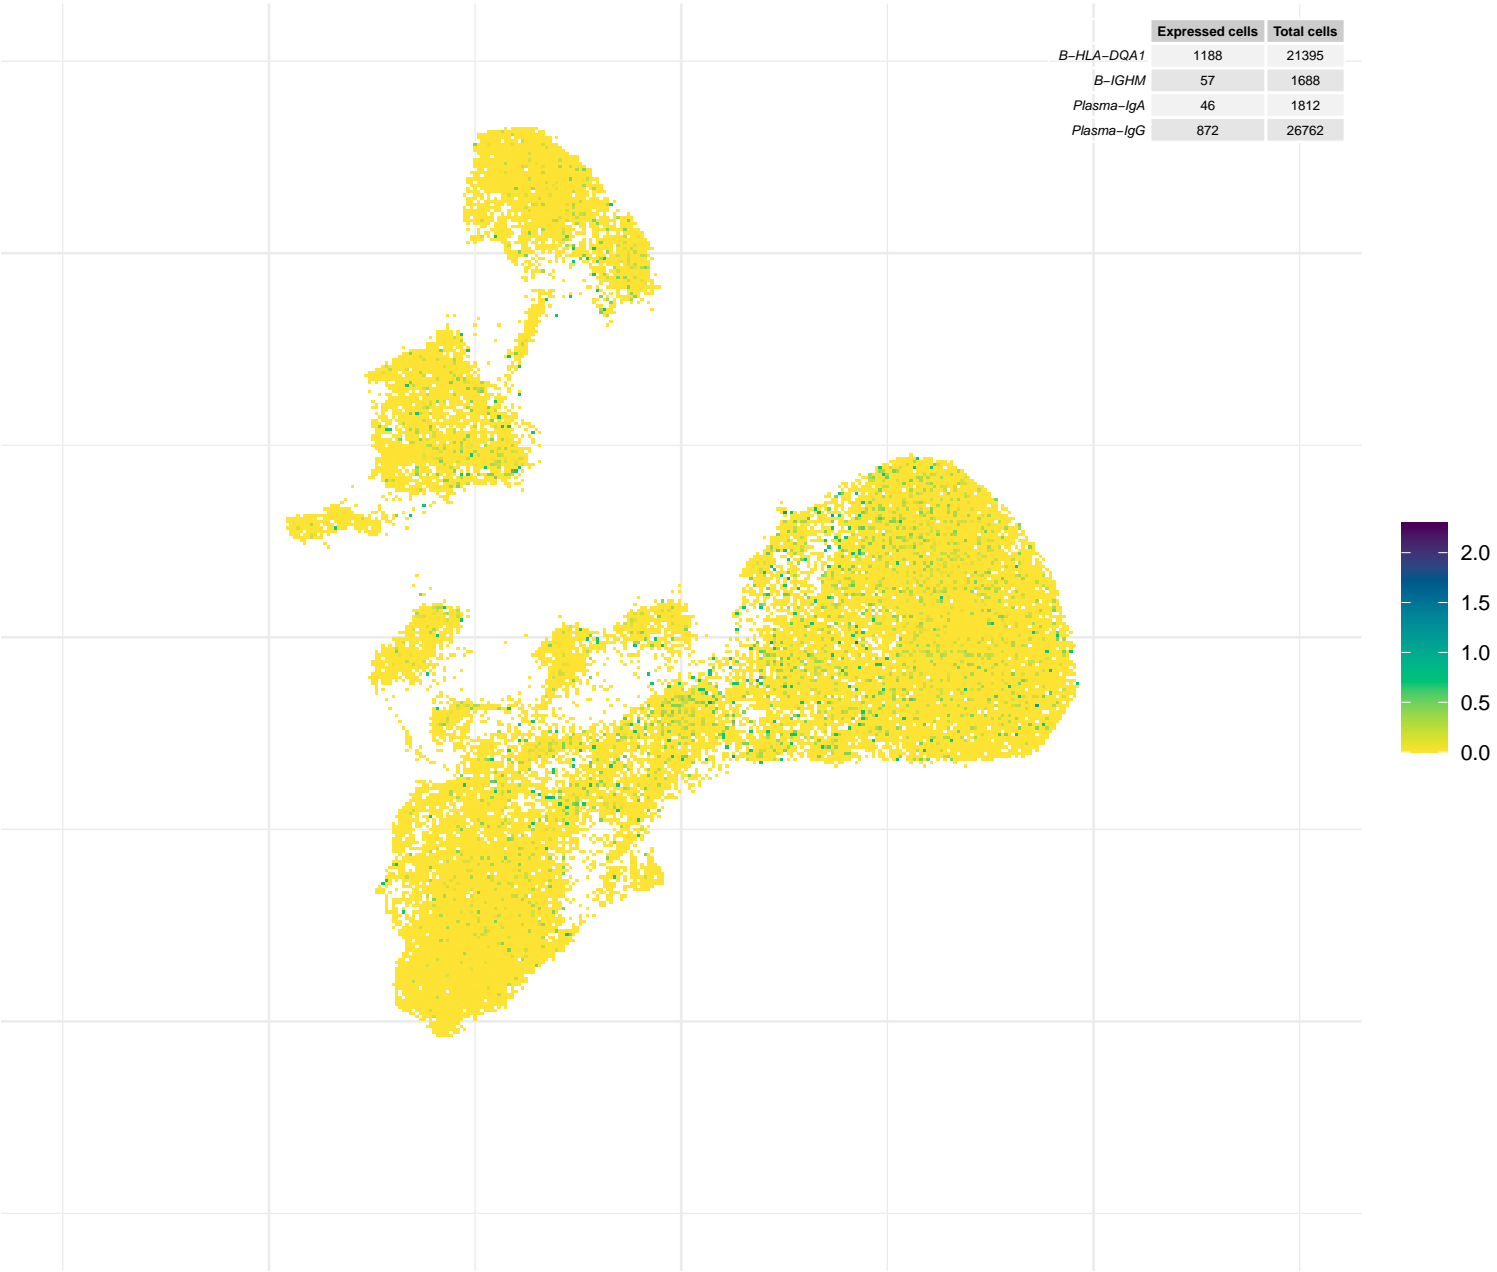 Expressed cells Total cells
B−HLA−DQA1 1188 21395
B−IGHM 57 1688
Plasma−IgA 46 1812
Plasma−IgG 872 26762
2.0
1.5
1.0
0.5
0.0